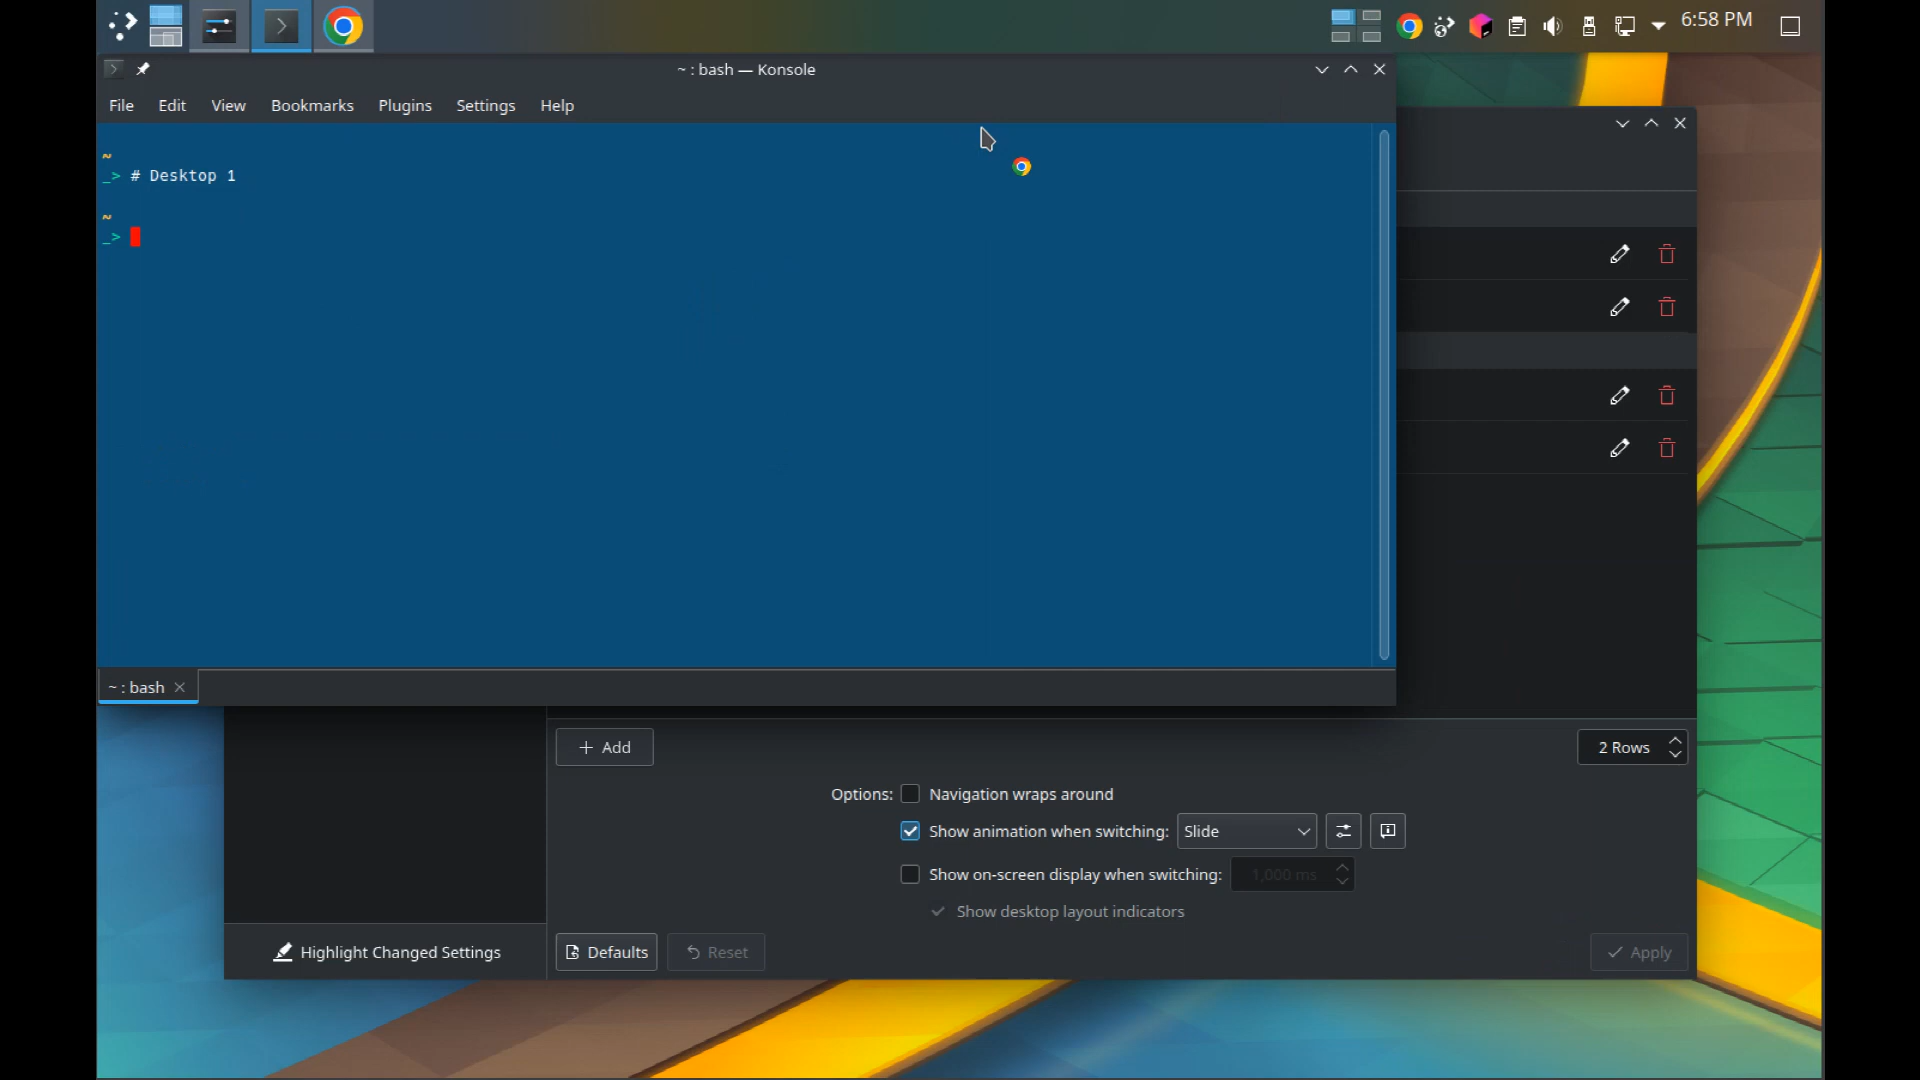 6:58 PM
~ : bash — Konsole
File Edit View Bookmarks Plugins Settings Help
~
_> # Desktop 1
~
_>
~ : bash
Add
2 Rows
Options: Navigation wraps around
Show animation when switching: Slide
Show on-screen display when switching: 1,000 ms
Show desktop layout indicators
Highlight Changed Settings
Defaults
Reset
Apply